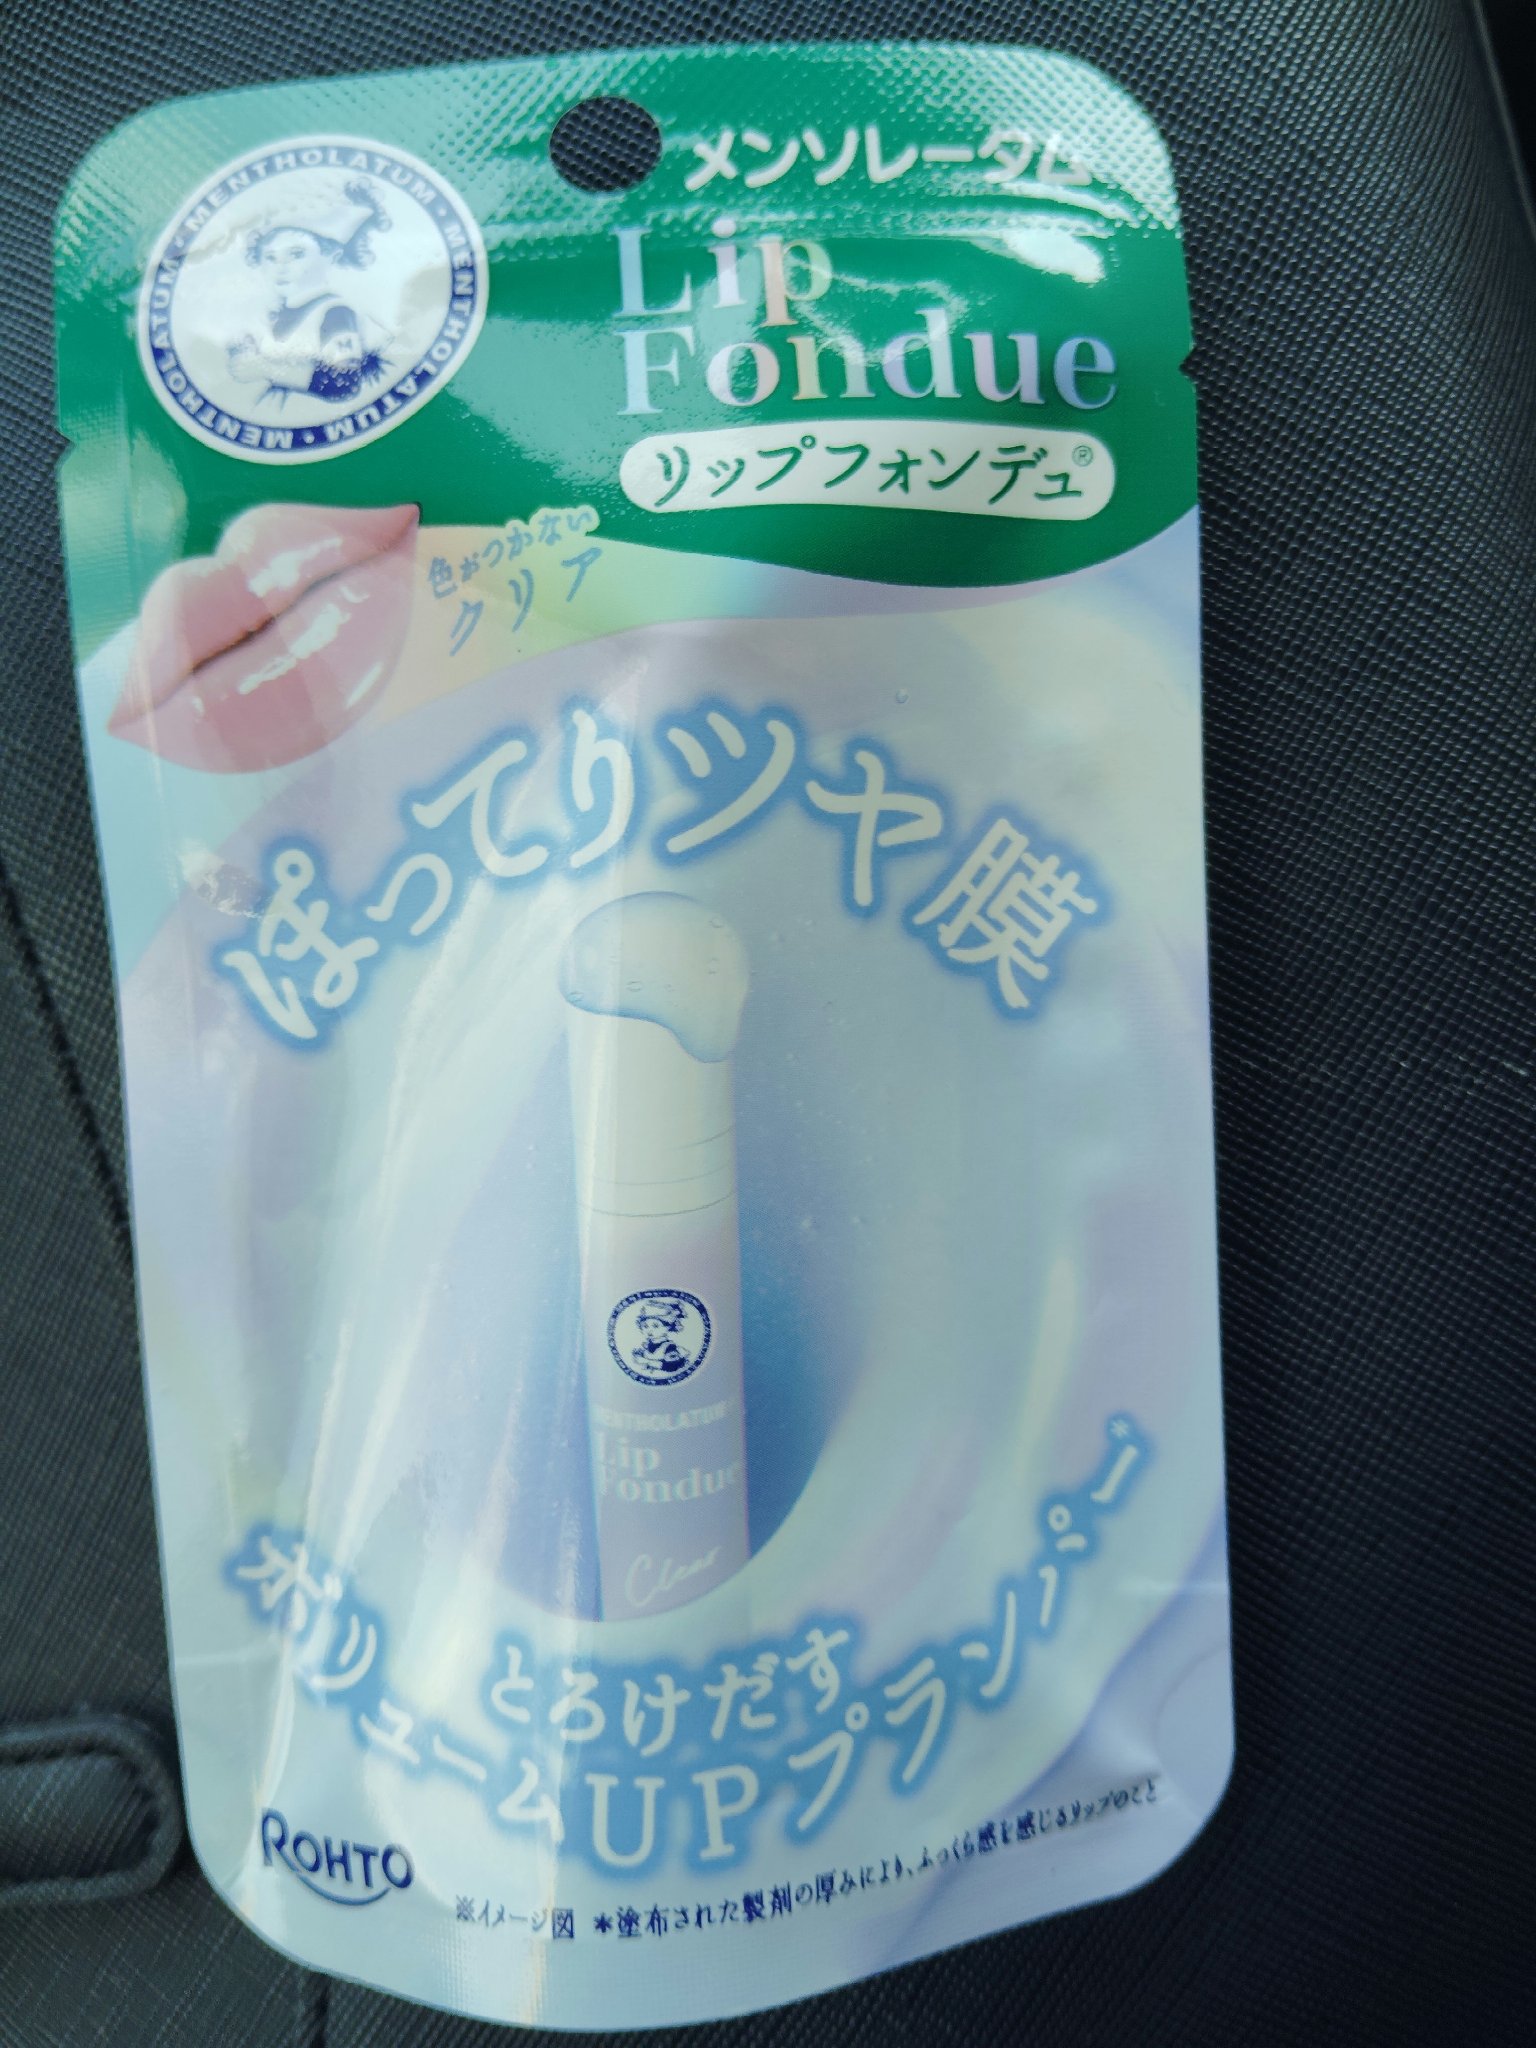 メンソレータム
MENTHOLATUM・MENTHOLATUM・MENTHOLATUM・
Lip
Fondue
リップフォンデュ®
色がつかない
クリア
ぽってりツヤ膜
MENTHOLATUM
Lip
Fondue
Clear
とろけだす
ボリュームUPプランパー*
ROHTO
※イメージ図 *塗布された製剤の厚みにより、ふっくら感を感じるリップのこと